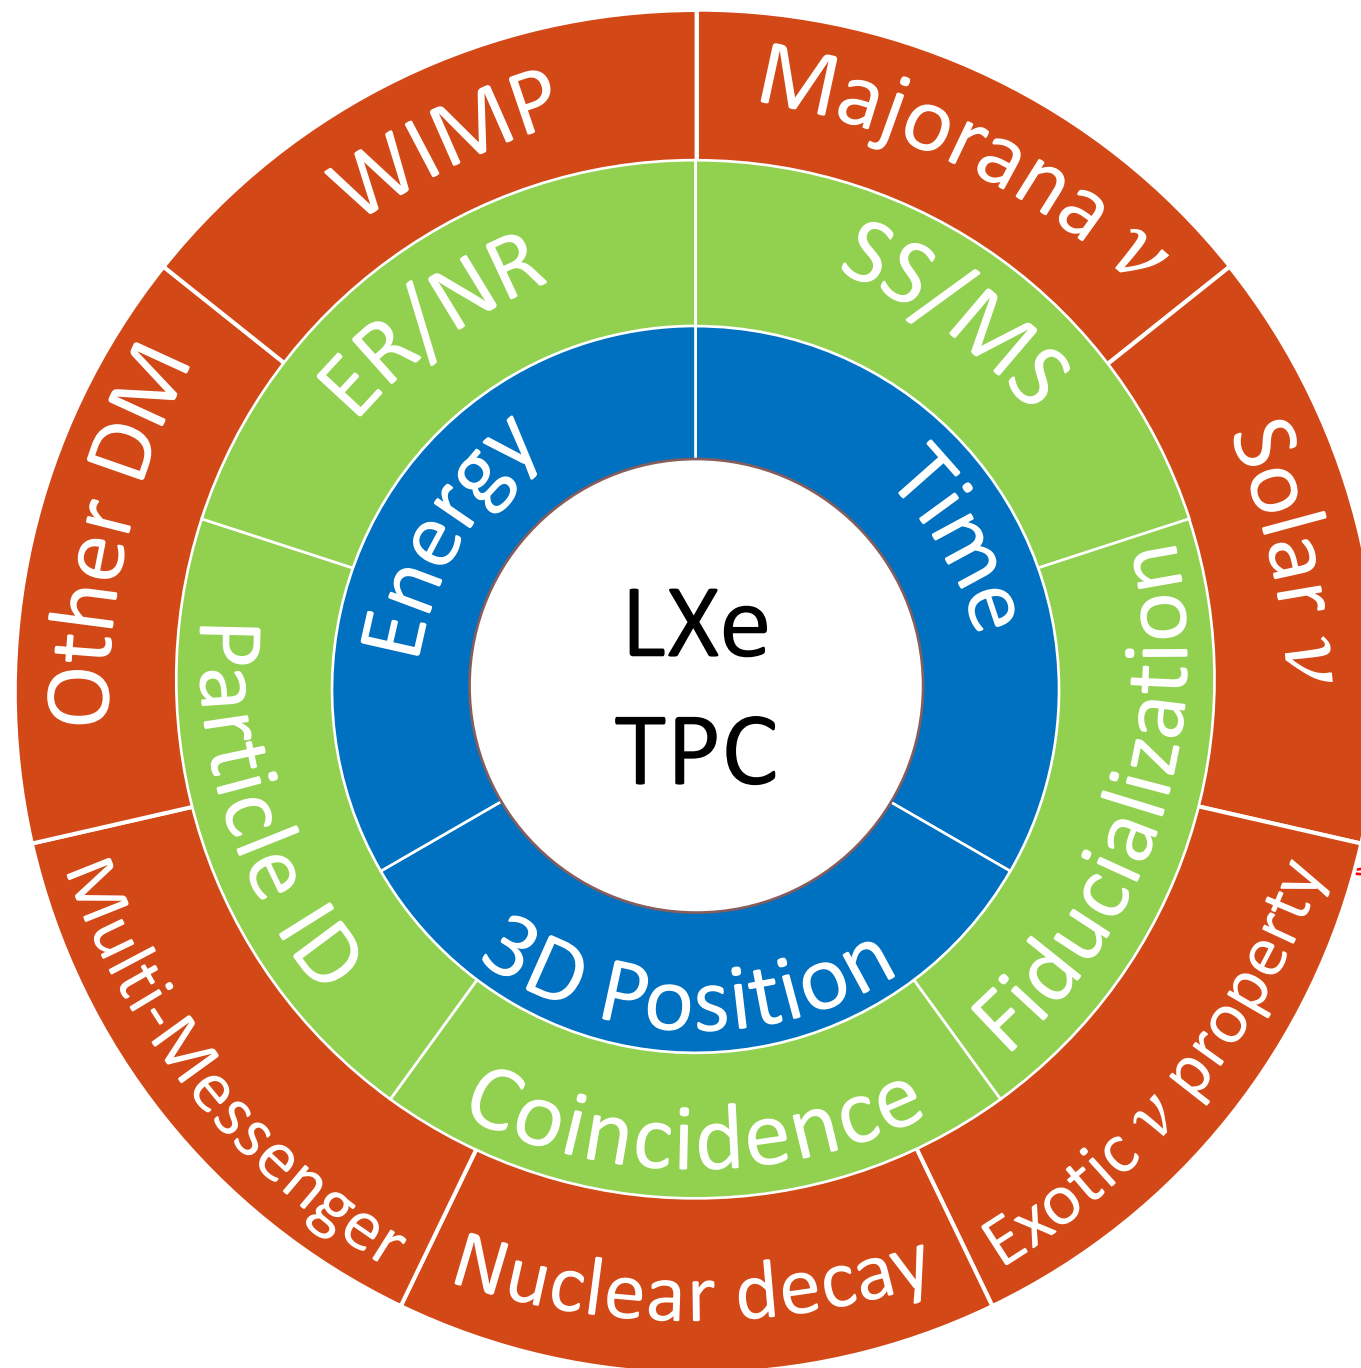 LXe
TPC
Energy
Time
3D Position
ER/NR
SS/MS
Fiducialization
Coincidence
Particle ID
WIMP
Majorana ν
Solar ν
Exotic ν property
Nuclear decay
Multi-Messenger
Other DM